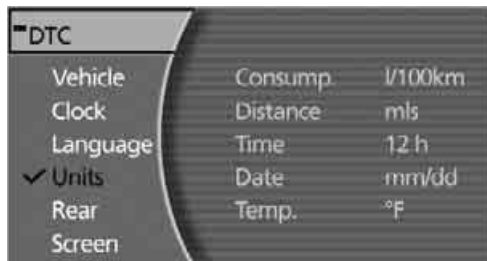 DTC
Vehicle Consump. l/100km
Clock Distance mls
Language Time 12 h
Units Date mm/dd
Rear Temp. °F
Screen